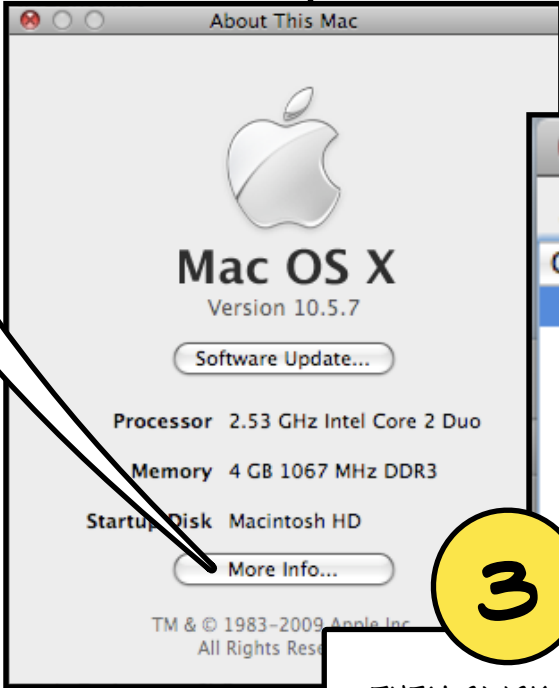 About This Mac
Mac OS X
Version 10.5.7
Software Update...
Processor 2.53 GHz Intel Core 2 Duo
Memory 4 GB 1067 MHz DDR3
Startup Disk Macintosh HD
More Info...
3
TM & © 1983–2009 Apple Inc.
All Rights Rese